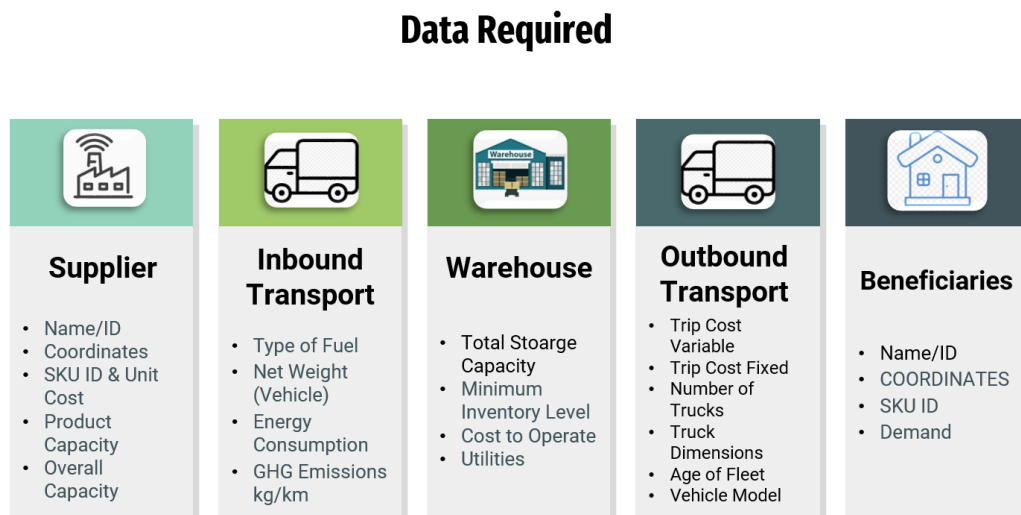 Data Required
Warehouse
Supplier
• Name/ID
• Coordinates
• SKU ID & Unit
Cost
• Product
Capacity
• Overall
Capacity
Inbound
Transport
• Type of Fuel
• Net Weight
(Vehicle)
• Energy
Consumption
• GHG Emissions
kg/km
Warehouse
• Total Stoarge
Capacity
• Minimum
Inventory Level
• Cost to Operate
• Utilities
Outbound
Transport
• Trip Cost
Variable
• Trip Cost Fixed
• Number of
Trucks
• Truck
Dimensions
• Age of Fleet
• Vehicle Model
Beneficiaries
• Name/ID
• COORDINATES
• SKU ID
• Demand